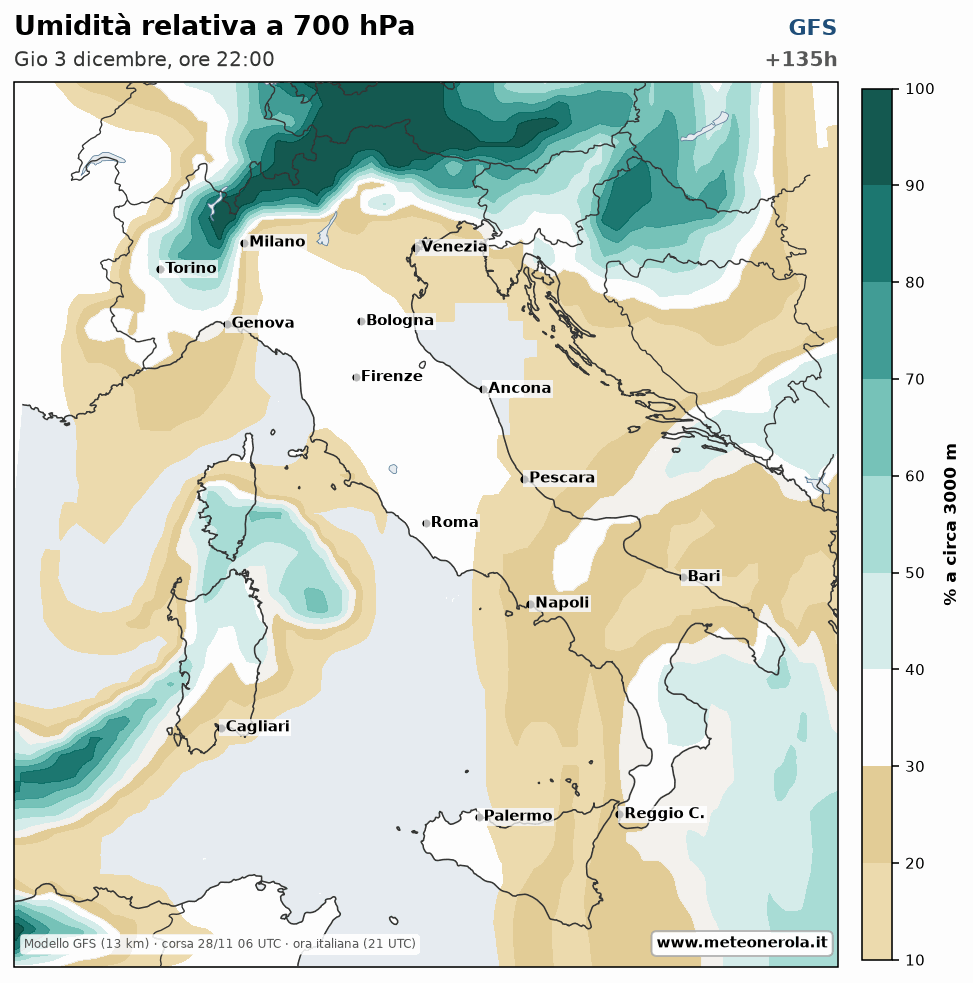 Umidità relativa a 700 hPa
GFS
Gio 3 dicembre, ore 22:00
+135h
100
90
80
70
60
50
40
30
20
10
% a circa 3000 m
Milano
Venezia
Torino
Genova
Bologna
Firenze
Ancona
Pescara
Roma
Bari
Napoli
Cagliari
Palermo
Reggio C.
Modello GFS (13 km) · corsa 28/11 06 UTC · ora italiana (21 UTC)
www.meteonerola.it